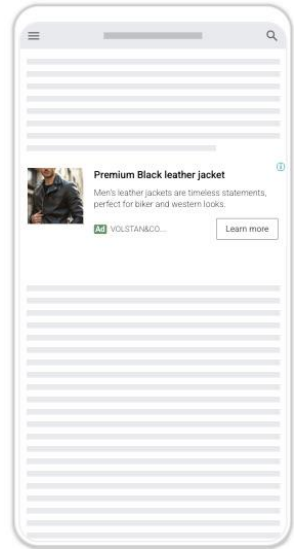 Premium Black leather jacket
Men's leather jackets are timeless statements,
perfect for biker and western looks.
Ad VOLSTAN&CO...
Learn more